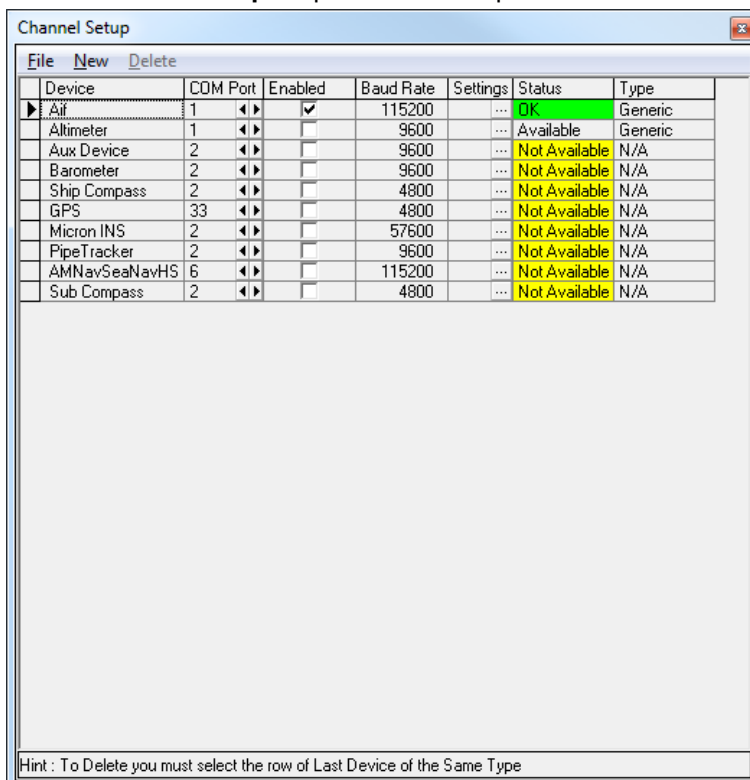 Channel Setup
File New Delete
Device COM Port Enabled Baud Rate Settings Status Type
Aif 1 115200 ... OK Generic
Altimeter 1 9600 ... Available Generic
Aux Device 2 9600 ... Not Available N/A
Barometer 2 9600 ... Not Available N/A
Ship Compass 2 4800 ... Not Available N/A
GPS 33 4800 ... Not Available N/A
Micron INS 2 57600 ... Not Available N/A
PipeTracker 2 9600 ... Not Available N/A
AMNavSeaNavHS 6 115200 ... Not Available N/A
Sub Compass 2 4800 ... Not Available N/A
Hint : To Delete you must select the row of Last Device of the Same Type